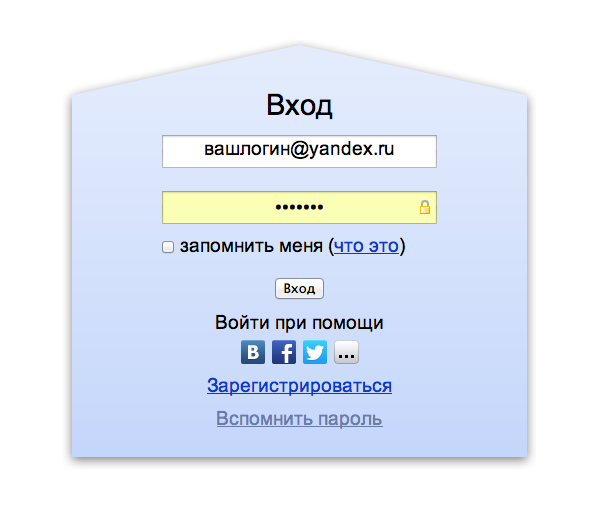 Вход
вашлогин@yandex.ru
•••••••
запомнить меня (что это)
Вход
Войти при помощи
В f ...
Зарегистрироваться
Вспомнить пароль